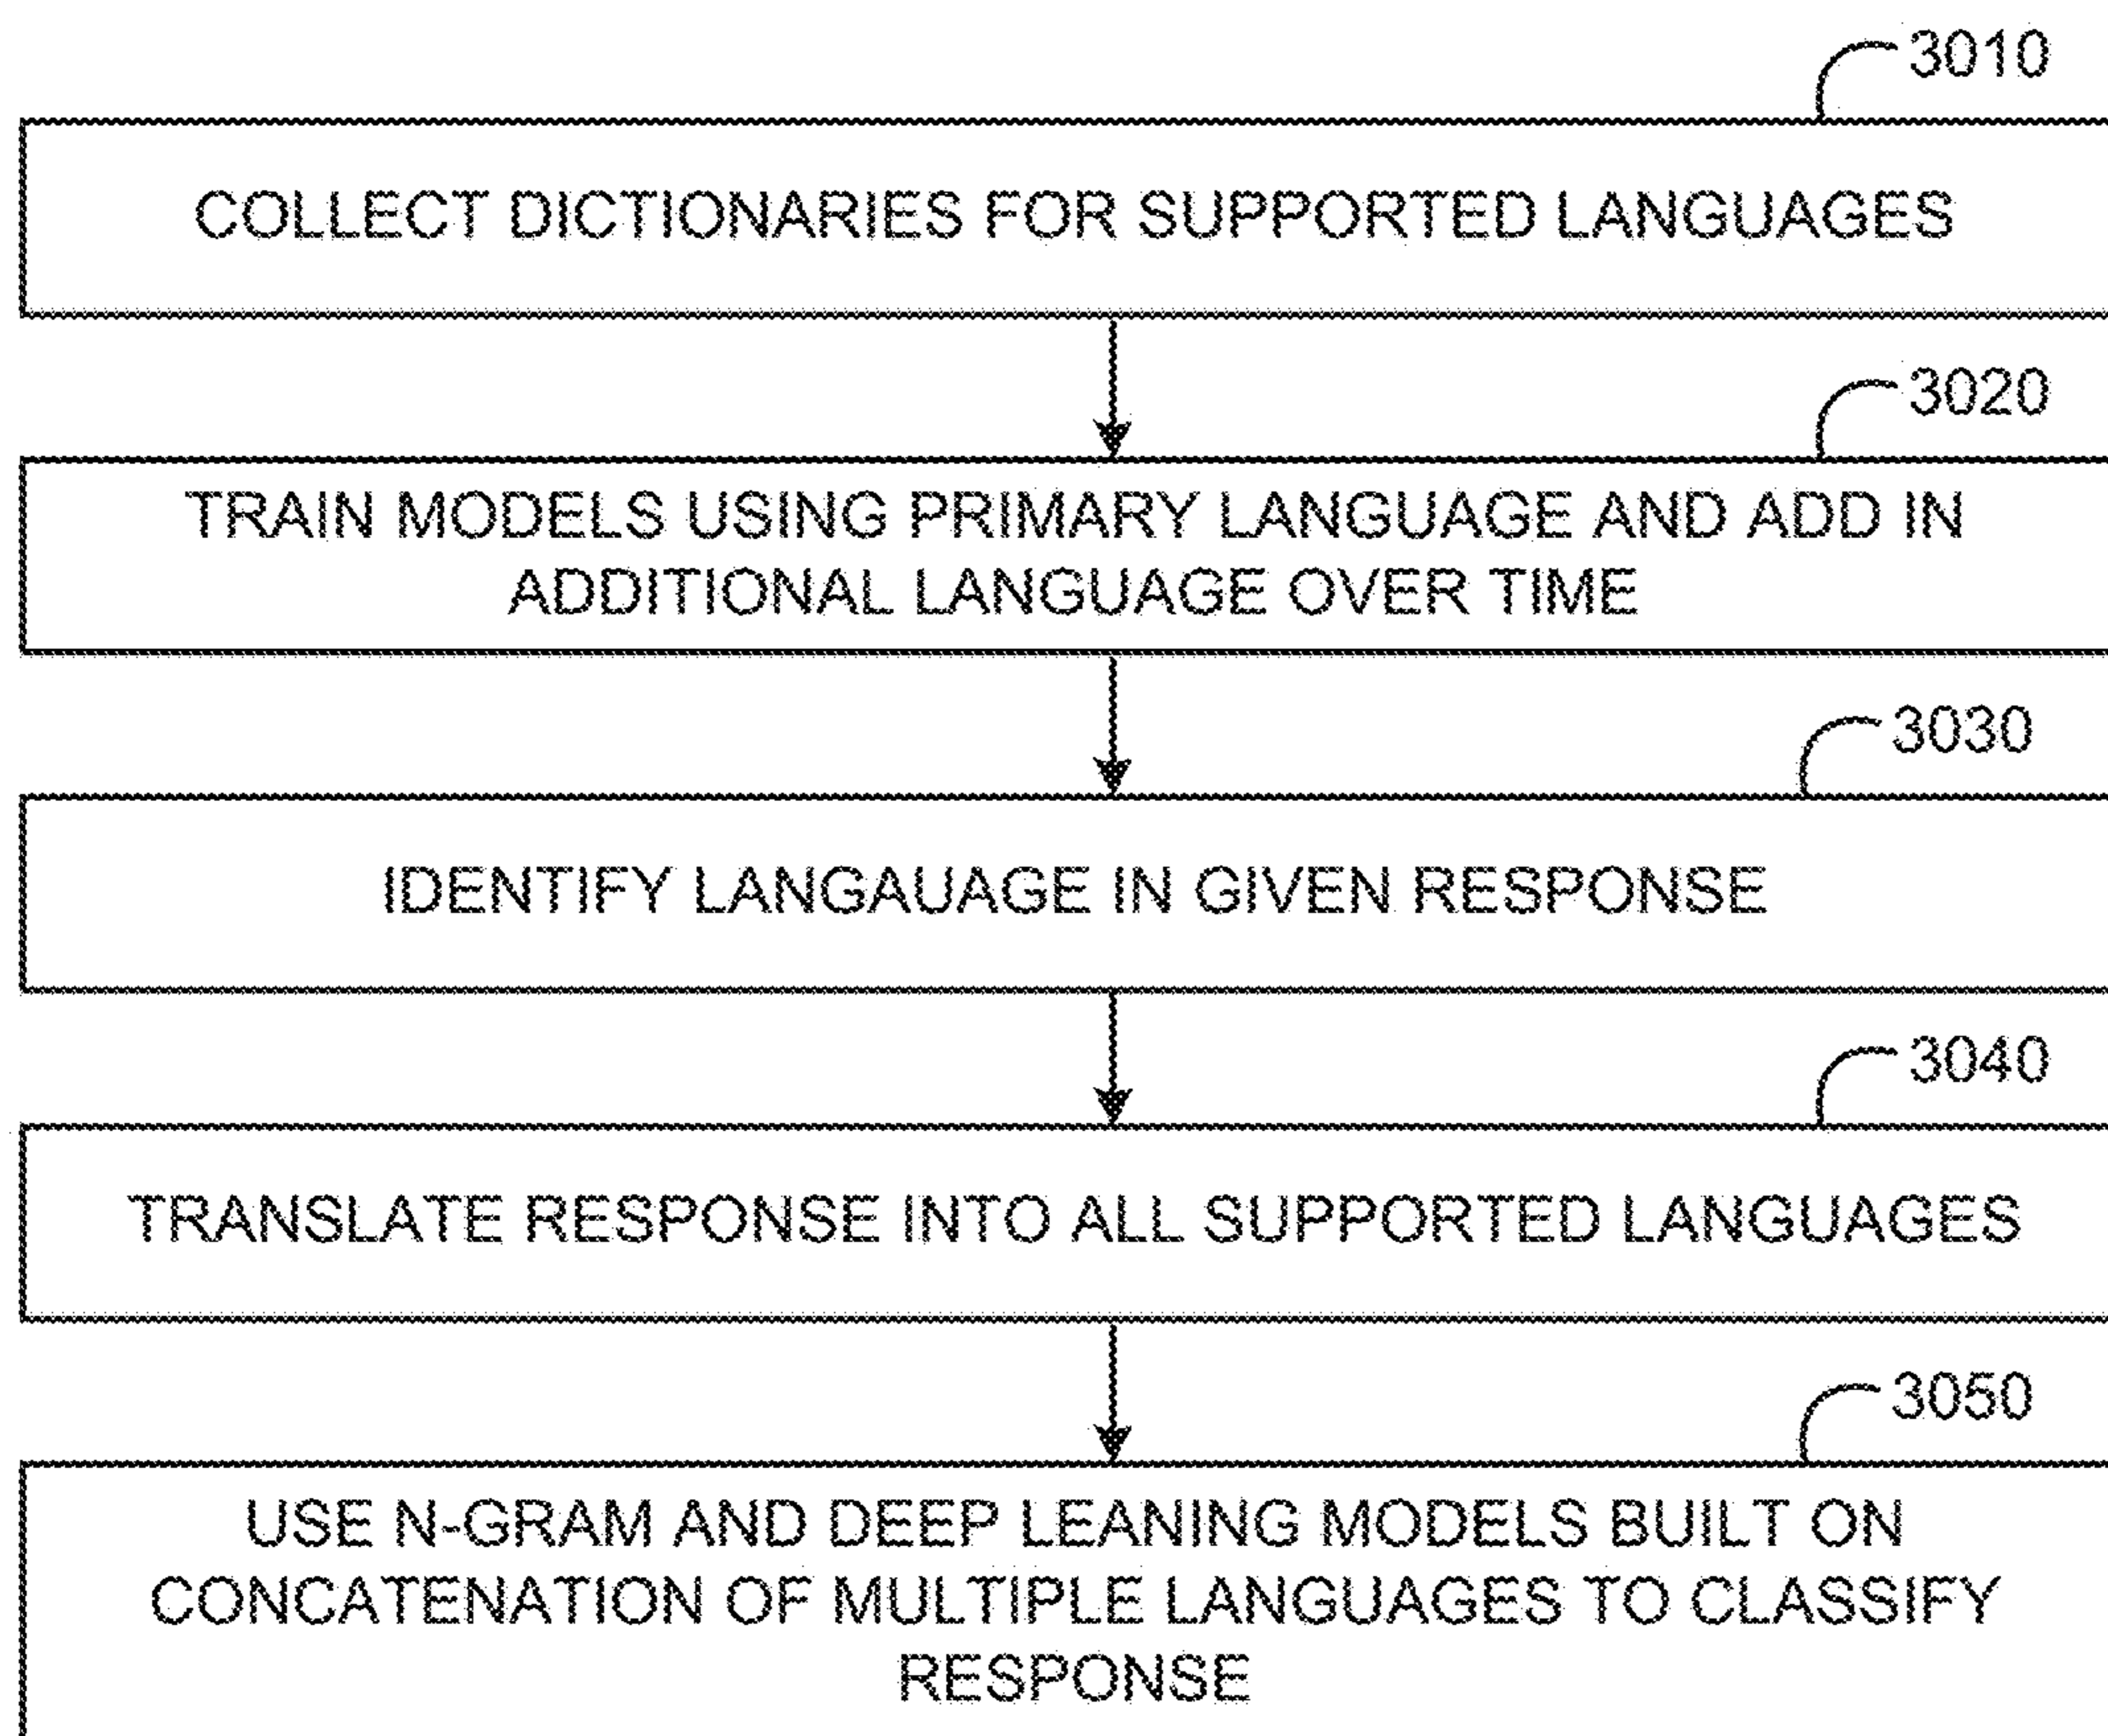 3010
COLLECT DICTIONARIES FOR SUPPORTED LANGUAGES
3020
TRAIN MODELS USING PRIMARY LANGUAGE AND ADD IN
ADDITIONAL LANGUAGE OVER TIME
3030
IDENTIFY LANGAUAGE IN GIVEN RESPONSE
3040
TRANSLATE RESPONSE INTO ALL SUPPORTED LANGUAGES
3050
USE N-GRAM AND DEEP LEANING MODELS BUILT ON
CONCATENATION OF MULTIPLE LANGUAGES TO CLASSIFY
RESPONSE